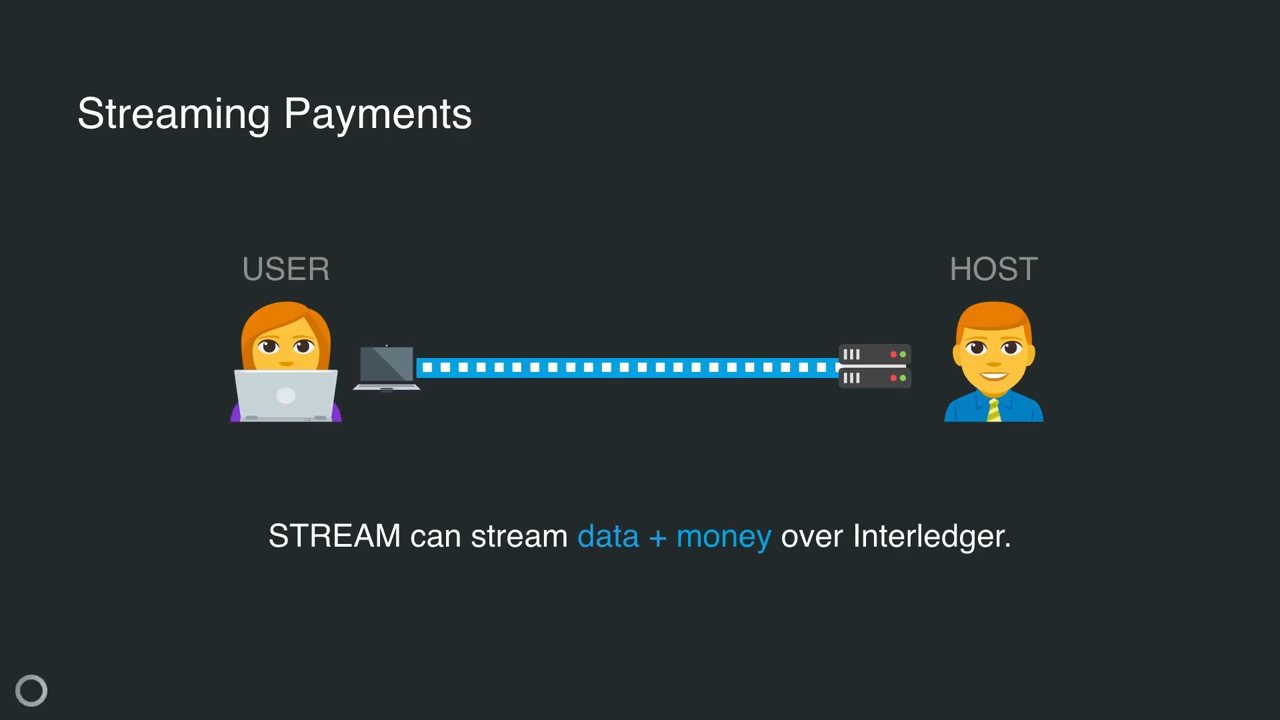 Streaming Payments
USER
HOST
STREAM can stream data + money over Interledger.